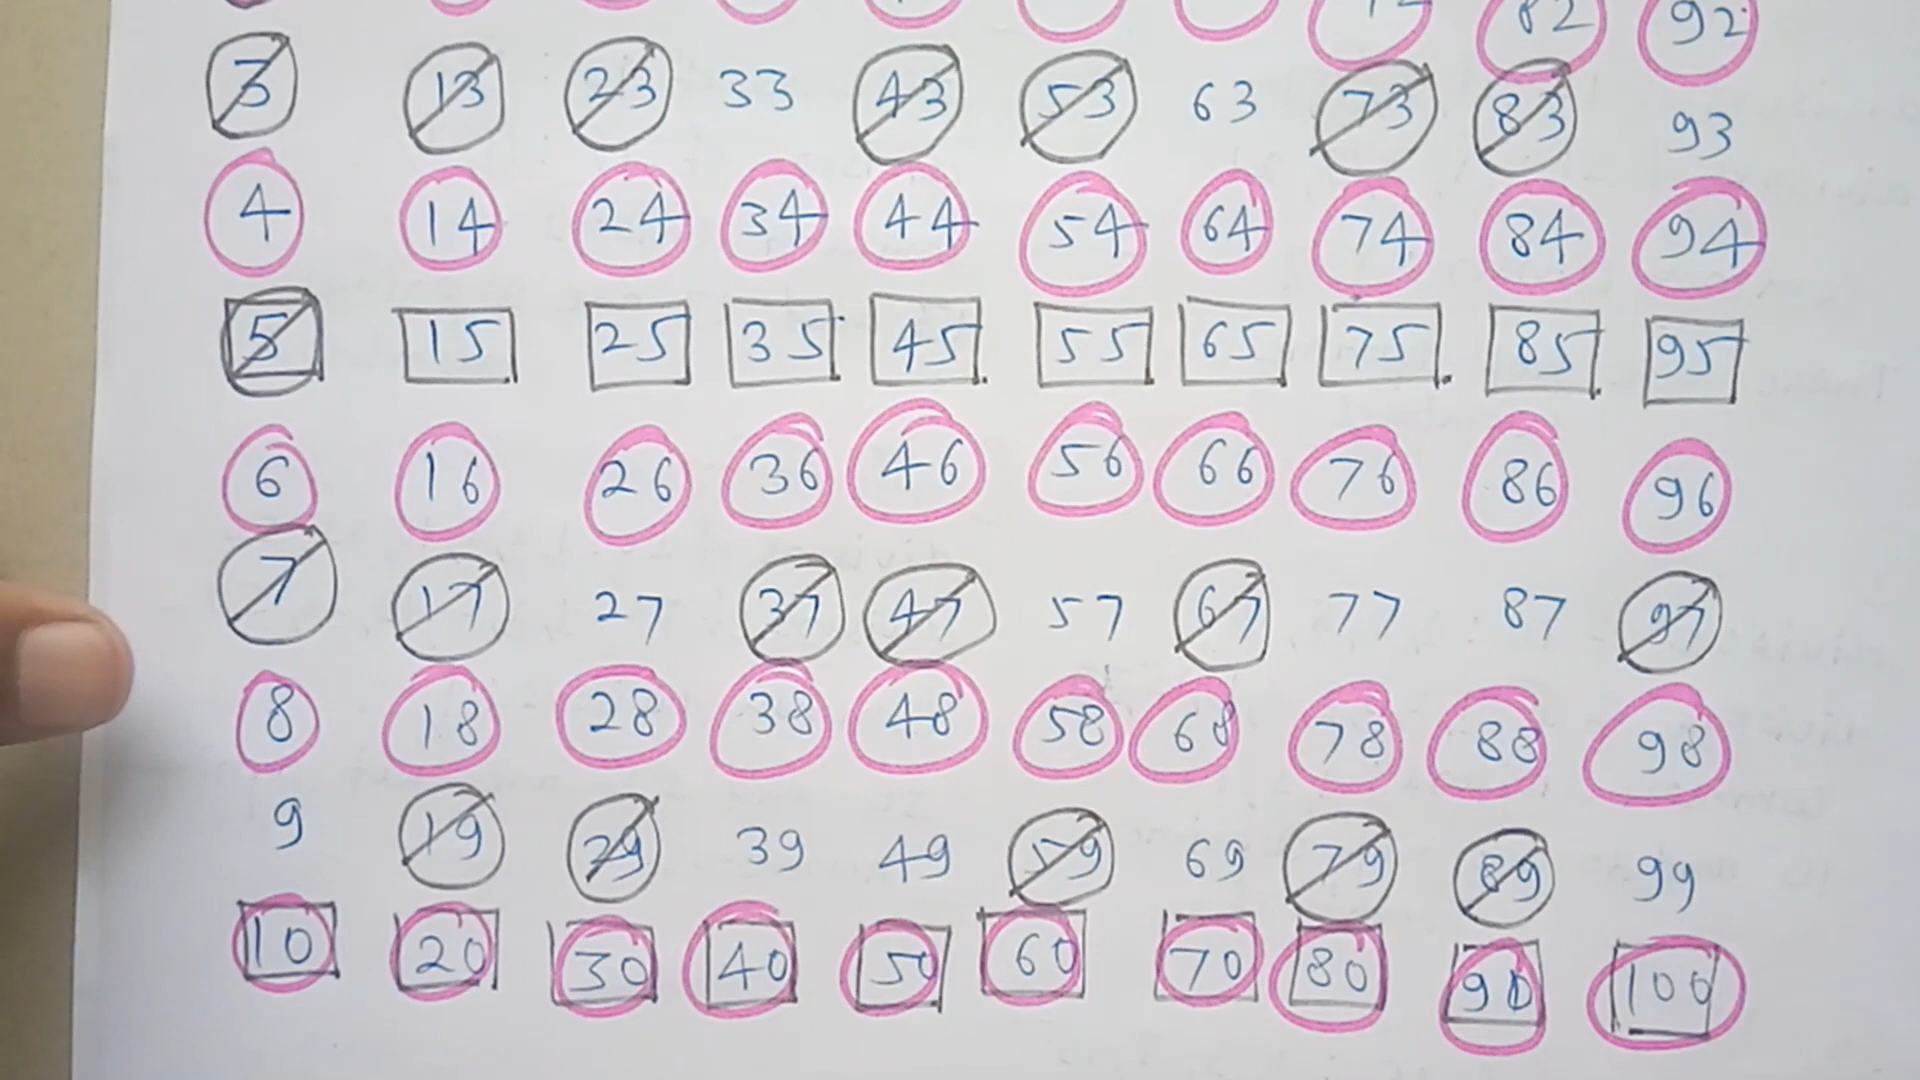 82 92
3 13 23 33 43 53 63 73 83 93
4 14 24 34 44 54 64 74 84 94
5 15 25 35 45 55 65 75 85 95
6 16 26 36 46 56 66 76 86 96
7 17 27 37 47 57 67 77 87 97
8 18 28 38 48 58 68 78 88 98
9 19 29 39 49 59 69 79 89 99
10 20 30 40 50 60 70 80 90 100